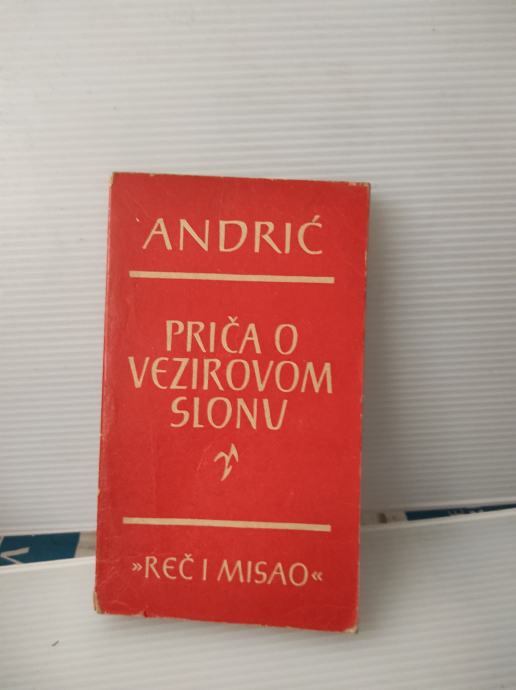 ANDRIĆ
PRIČA O
VEZIROVOM
SLONU
»REČ I MISAO«